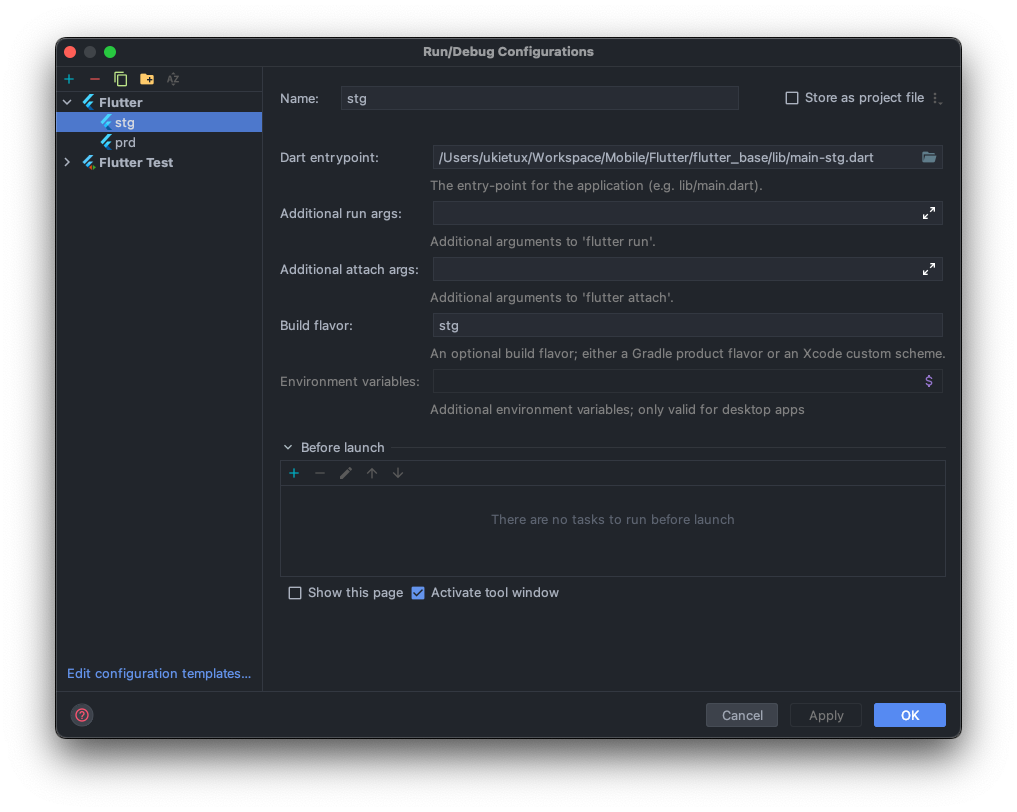 Run/Debug Configurations
Flutter
stg
prd
Flutter Test
Edit configuration templates...
Name:
stg
Store as project file
Dart entrypoint:
/Users/ukietux/Workspace/Mobile/Flutter/flutter_base/lib/main-stg.dart
The entry-point for the application (e.g. lib/main.dart).
Additional run args:
Additional arguments to 'flutter run'.
Additional attach args:
Additional arguments to 'flutter attach'.
Build flavor:
stg
An optional build flavor; either a Gradle product flavor or an Xcode custom scheme.
Environment variables:
$
Additional environment variables; only valid for desktop apps
Before launch
There are no tasks to run before launch
Show this page
Activate tool window
?
Cancel
Apply
OK